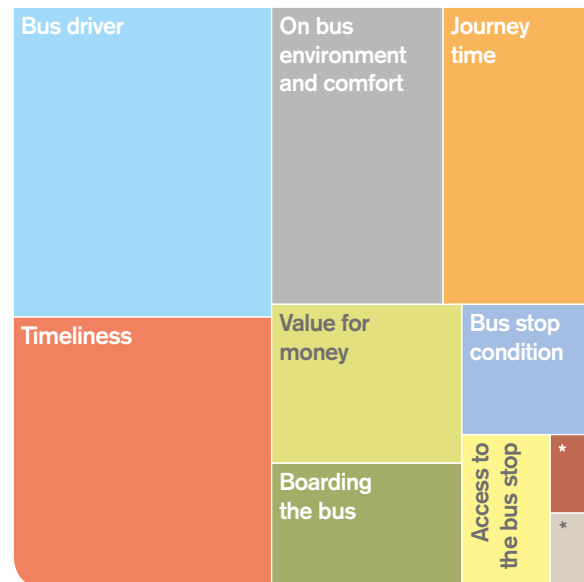 Bus driver
On bus
environment
and comfort
Journey
time
Timeliness
Value for
money
Bus stop
condition
Boarding
the bus
Access to
the bus stop
*
*